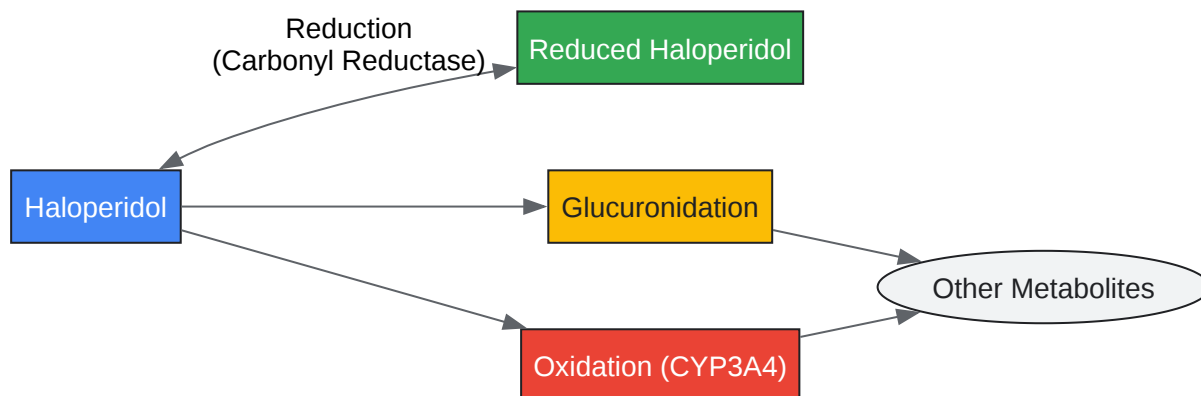 Reduction
(Carbonyl Reductase)
Reduced Haloperidol
Haloperidol
Glucuronidation
Other Metabolites
Oxidation (CYP3A4)